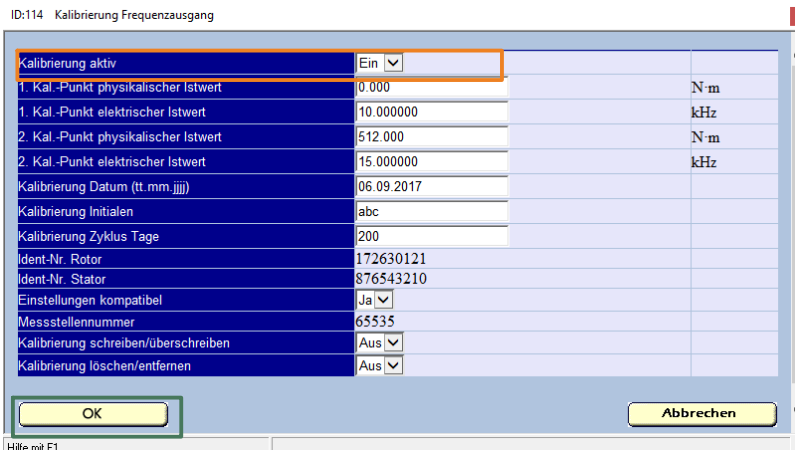 ID:114 Kalibrierung Frequenzausgang
Kalibrierung aktiv Ein
1. Kal.-Punkt physikalischer Istwert 0.000 N·m
1. Kal.-Punkt elektrischer Istwert 10.000000 kHz
2. Kal.-Punkt physikalischer Istwert 512.000 N·m
2. Kal.-Punkt elektrischer Istwert 15.000000 kHz
Kalibrierung Datum (tt.mm.jjjj) 06.09.2017
Kalibrierung Initialen abc
Kalibrierung Zyklus Tage 200
Ident-Nr. Rotor 172630121
Ident-Nr. Stator 876543210
Einstellungen kompatibel Ja
Messstellennummer 65535
Kalibrierung schreiben/überschreiben Aus
Kalibrierung löschen/entfernen Aus
OK Abbrechen
Hilfe mit F1